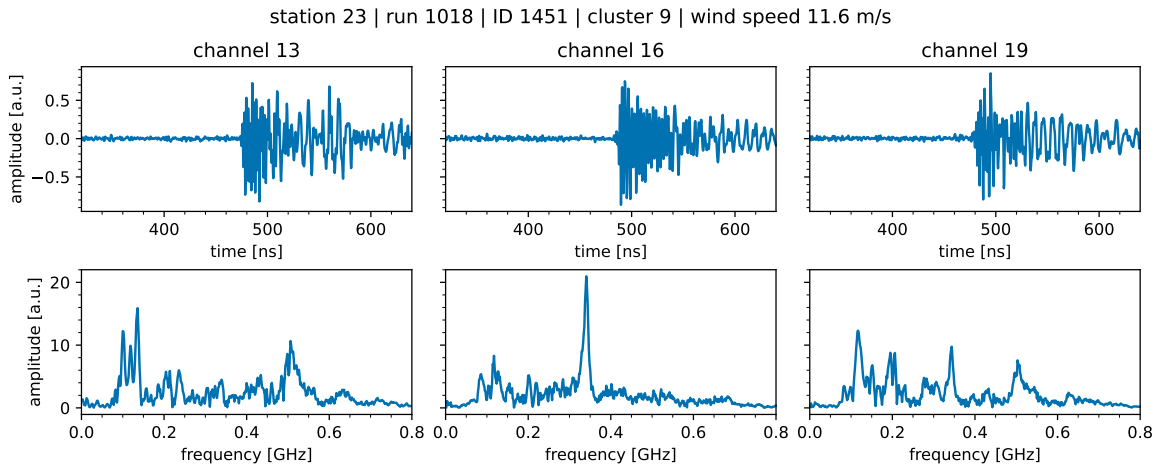 station 23 | run 1018 | ID 1451 | cluster 9 | wind speed 11.6 m/s
channel 13 channel 16 channel 19
amplitude [a.u.]
0.5
0.0
−0.5
400 500 600 400 500 600 400 500 600
time [ns] time [ns] time [ns]
amplitude [a.u.]
20
10
0
0.0 0.2 0.4 0.6 0.8 0.0 0.2 0.4 0.6 0.8 0.0 0.2 0.4 0.6 0.8
frequency [GHz] frequency [GHz] frequency [GHz]